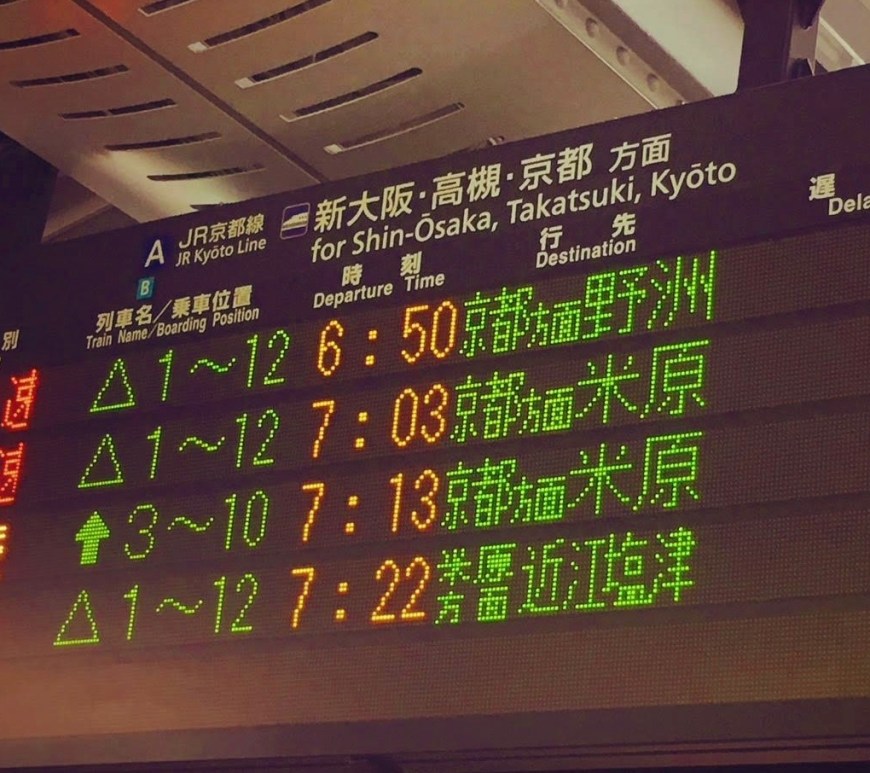 A JR京都線 新大阪・高槻・京都 方面
JR Kyōto Line for Shin-Ōsaka, Takatsuki, Kyōto
B
別 列車名/乗車位置 時刻 行先 遅
Train Name/Boarding Position Departure Time Destination Dela
速 △ 1～12 6:50 京都方面野洲
速 △ 1～12 7:03 京都方面米原
↑ 3～10 7:13 京都方面米原
△ 1～12 7:22 米原方面近江塩津